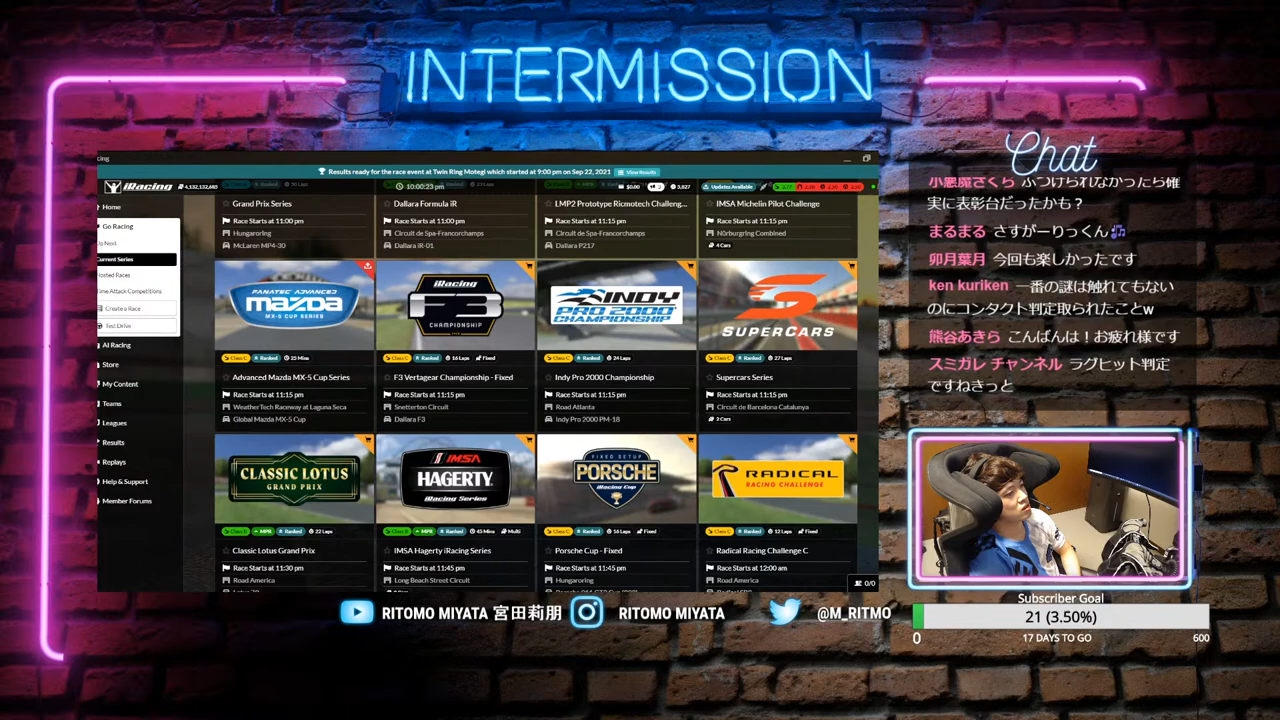 INTERMISSION
Results ready for the race event at Twin Ring Motegi which started at 9:00 pm on Sep 22, 2021 View Results
iRacing
10:00:23 pm
$0.00
Updates Available
Home
Go Racing
Up Next
Current Series
Hosted Races
Time Attack Competitions
Create a Race
Test Drive
AI Racing
Store
My Content
Teams
Leagues
Results
Replays
Help & Support
Member Forums
Grand Prix Series
Race Starts at 11:00 pm
Hungaroring
McLaren MP4-30
Dallara Formula iR
Race Starts at 11:00 pm
Circuit de Spa-Francorchamps
Dallara IR-01
LMP2 Prototype Ricmotech Challeng...
Race Starts at 11:15 pm
Circuit de Spa-Francorchamps
Dallara P217
IMSA Michelin Pilot Challenge
Race Starts at 11:15 pm
Nürburgring Combined
4 Cars
FANATEC ADVANCED
mazda
MX-5 CUP SERIES
Class C Ranked 25 Mins
Advanced Mazda MX-5 Cup Series
Race Starts at 11:15 pm
WeatherTech Raceway at Laguna Seca
Global Mazda MX-5 Cup
iRacing
F3
CHAMPIONSHIP
Class C Ranked 16 Laps Fixed
F3 Vertagear Championship - Fixed
Race Starts at 11:15 pm
Snetterton Circuit
Dallara F3
INDY
PRO 2000
CHAMPIONSHIP
Class C Ranked 24 Laps
Indy Pro 2000 Championship
Race Starts at 11:15 pm
Road Atlanta
Indy Pro 2000 PM-18
SUPERCARS
Class C Ranked 27 Laps
Supercars Series
Race Starts at 11:15 pm
Circuit de Barcelona Catalunya
2 Cars
CLASSIC LOTUS
GRAND PRIX
MPR Ranked 22 Laps
Classic Lotus Grand Prix
Race Starts at 11:30 pm
Road America
IMSA
HAGERTY
iRacing Series
MPR Ranked 45 Mins Multi
IMSA Hagerty iRacing Series
Race Starts at 11:45 pm
Long Beach Street Circuit
FIXED SETUP
PORSCHE
iRacing Cup
Class C Ranked 16 Laps Fixed
Porsche Cup - Fixed
Race Starts at 11:45 pm
Hungaroring
RADICAL
RACING CHALLENGE
Class C Ranked 12 Laps Fixed
Radical Racing Challenge C
Race Starts at 12:00 am
Road America
0/0
Chat
小悪魔さくら ぶつけられなかったら確
実に表彰台だったかも？
まるまる さすがーりっくん🎵
卯月葉月 今回も楽しかったです
ken kuriken 一番の謎は触れてもない
のにコンタクト判定取られたことw
熊谷あきら こんばんは！お疲れ様です
スミガレ チャンネル ラグヒット判定
ですねきっと
Subscriber Goal
21 (3.50%)
0 17 DAYS TO GO 600
RITOMO MIYATA 宮田莉朋
RITOMO MIYATA
@M_RITMO